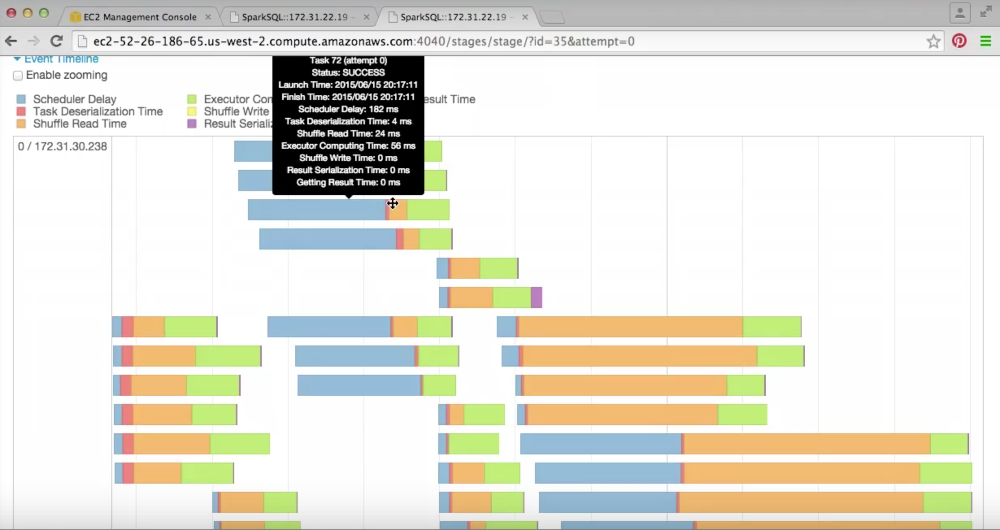 EC2 Management Console
SparkSQL::172.31.22.19 -
SparkSQL::172.31.22.19 -
ec2-52-26-186-65.us-west-2.compute.amazonaws.com:4040/stages/stage/?id=35&attempt=0
Event Timeline
Enable zooming
Scheduler Delay
Task Deserialization Time
Shuffle Read Time
Executor Con
Shuffle Write
Result Serializ
esult Time
Task 72 (attempt 0)
Status: SUCCESS
Launch Time: 2015/06/15 20:17:11
Finish Time: 2015/06/15 20:17:11
Scheduler Delay: 182 ms
Task Deserialization Time: 4 ms
Shuffle Read Time: 24 ms
Executor Computing Time: 56 ms
Shuffle Write Time: 0 ms
Result Serialization Time: 0 ms
Getting Result Time: 0 ms
0 / 172.31.30.238